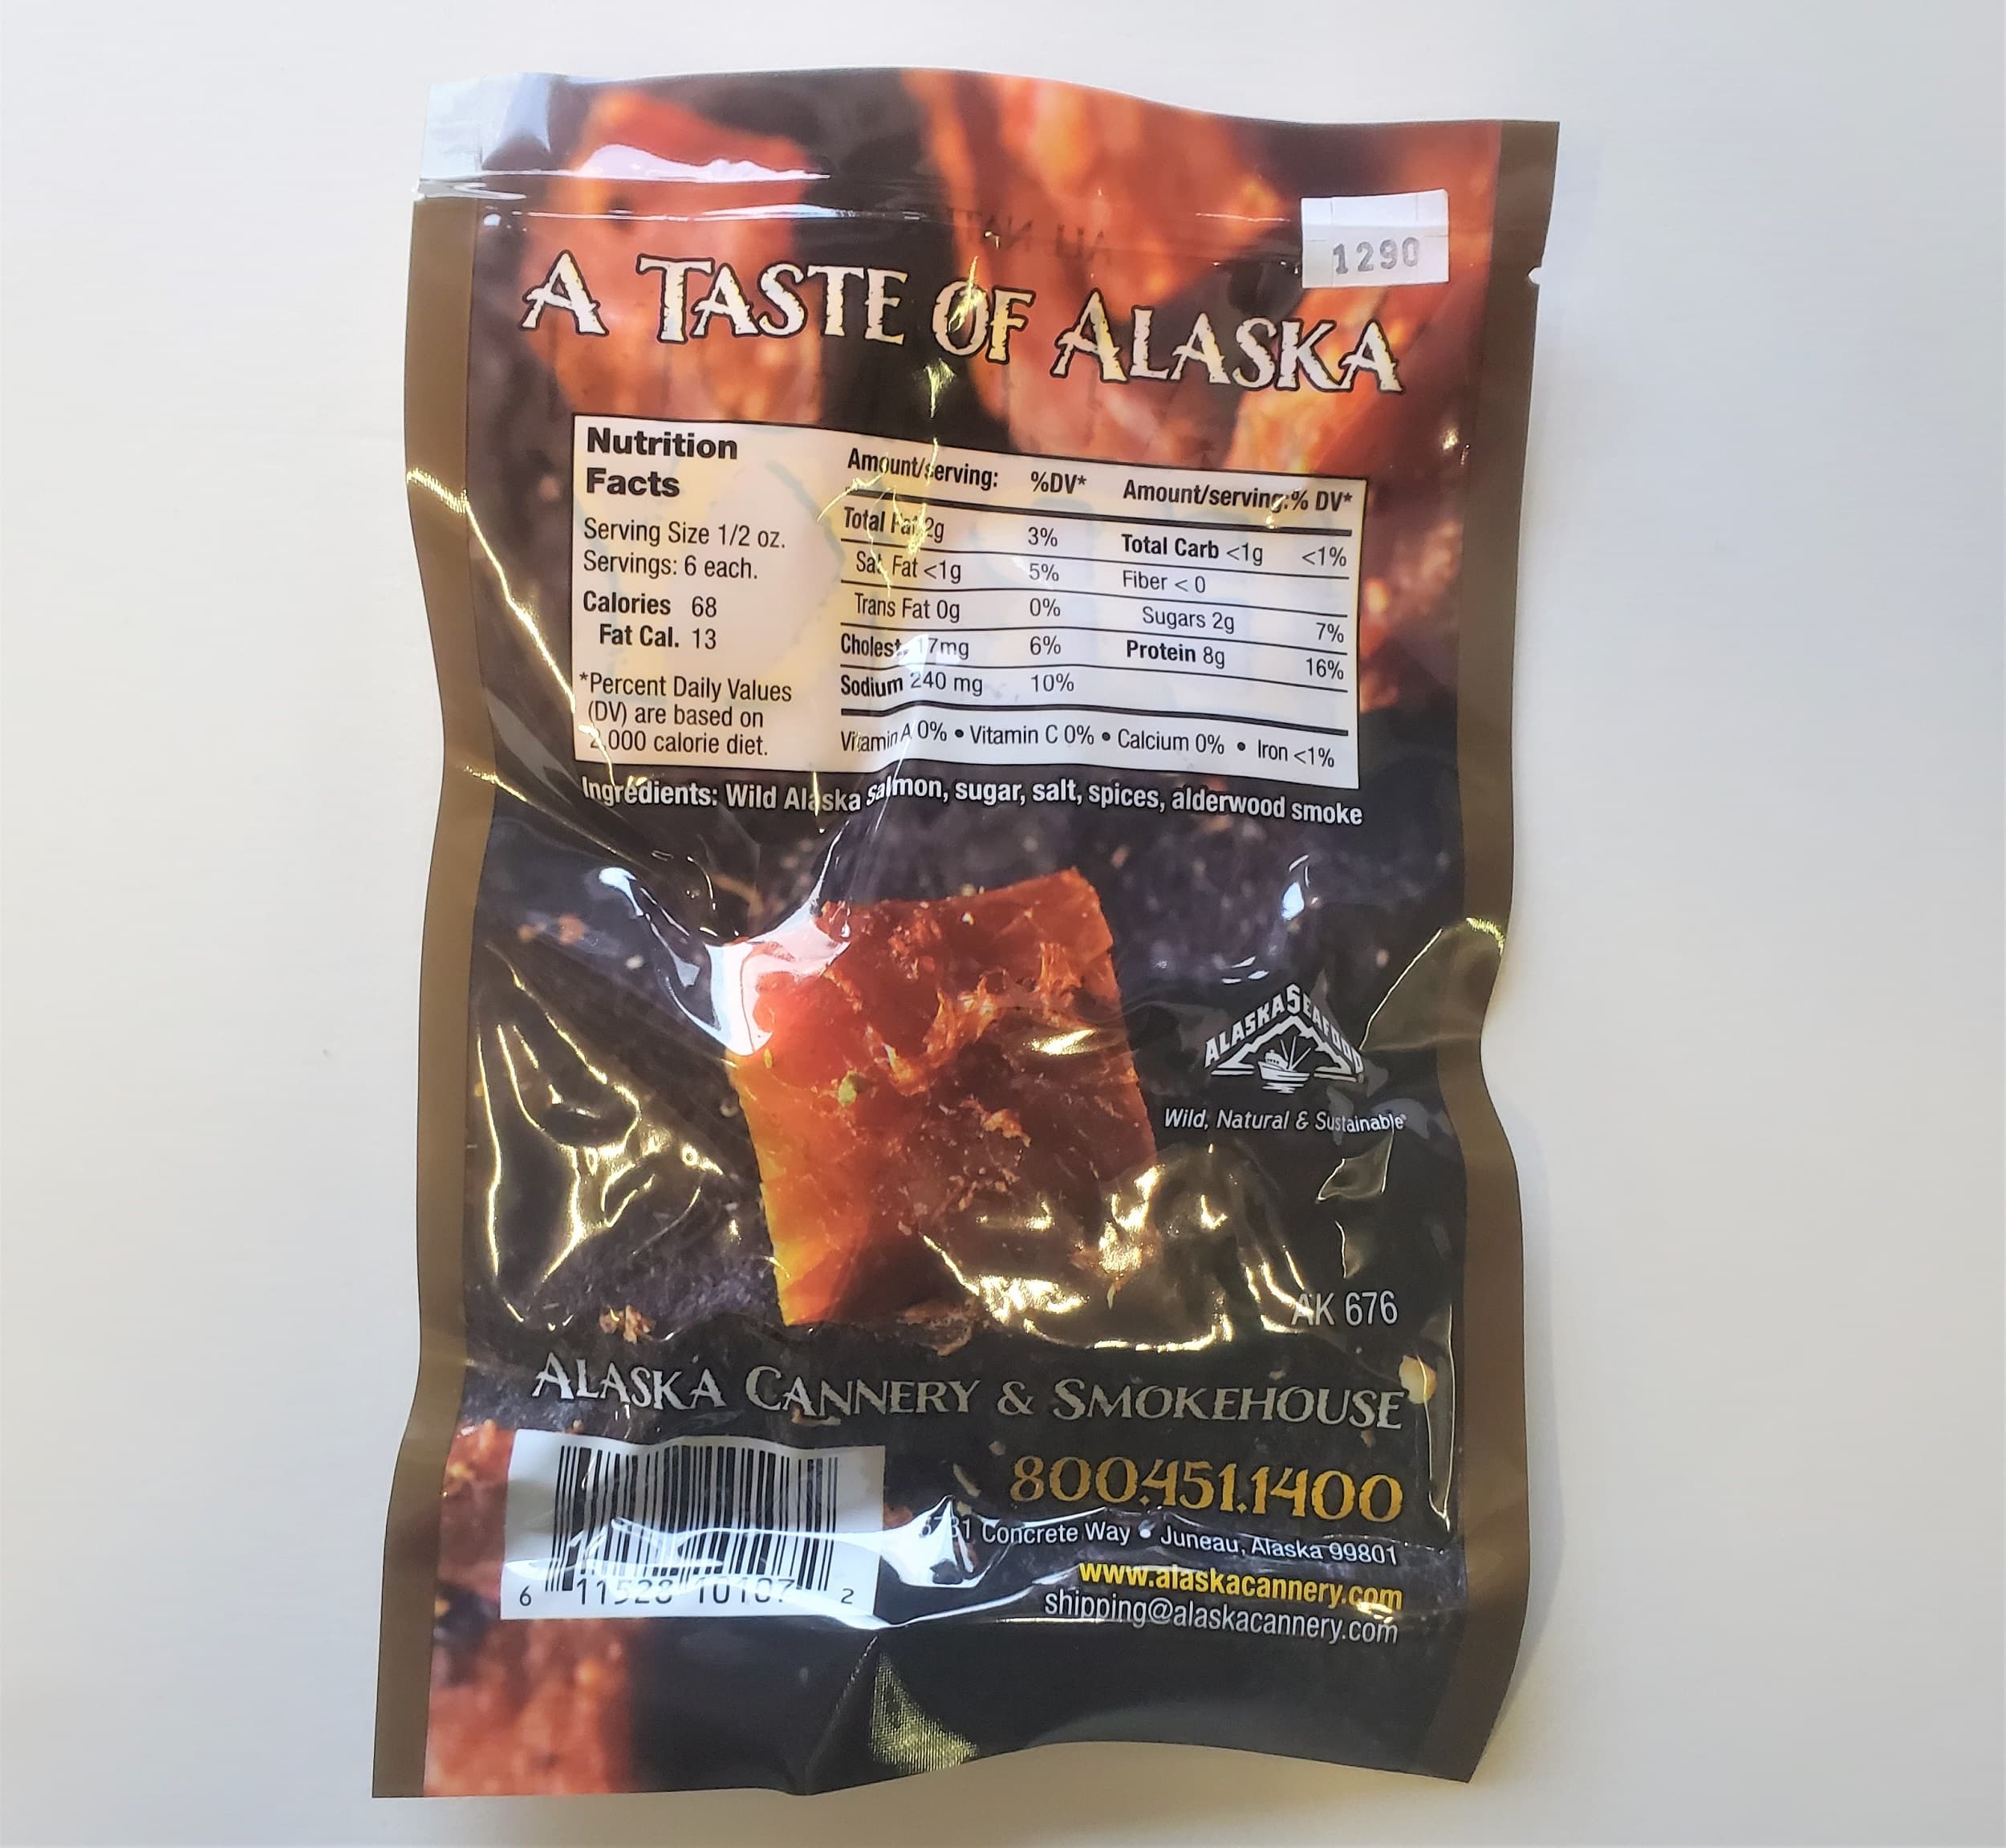 1290
A TASTE OF ALASKA
Nutrition
Facts
Serving Size 1/2 oz.
Servings: 6 each.
Calories 68
Fat Cal. 13
*Percent Daily Values
(DV) are based on
2,000 calorie diet.
Amount/serving: %DV* Amount/serving:% DV*
Total Fat 2g 3% Total Carb <1g <1%
Sat. Fat <1g 5% Fiber < 0
Trans Fat 0g 0% Sugars 2g 7%
Cholest. 17mg 6% Protein 8g 16%
Sodium 240 mg 10%
Vitamin A 0% • Vitamin C 0% • Calcium 0% • Iron <1%
Ingredients: Wild Alaska salmon, sugar, salt, spices, alderwood smoke
ALASKA SEAFOOD
Wild, Natural & Sustainable®
AK 676
ALASKA CANNERY & SMOKEHOUSE
800.451.1400
Concrete Way • Juneau, Alaska 99801
www.alaskacannery.com
shipping@alaskacannery.com
6 2